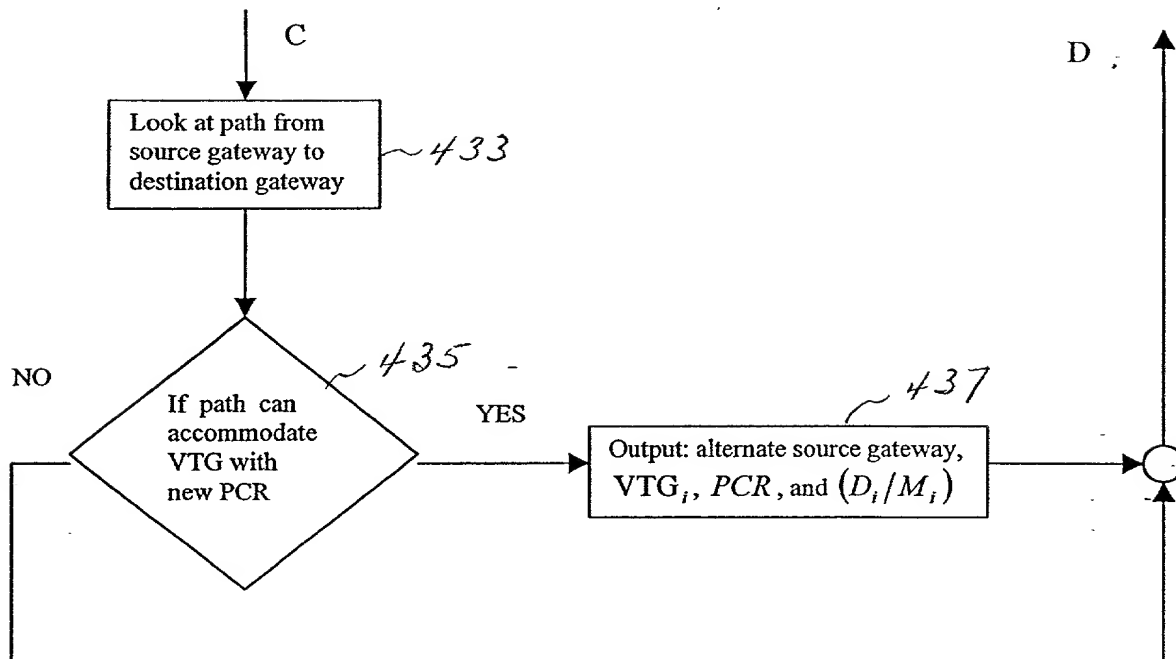 C
D
Look at path from
source gateway to
destination gateway
433
435
NO
If path can
accommodate
VTG with
new PCR
YES
437
Output: alternate source gateway,
VTG_i, PCR, and (D_i/M_i)